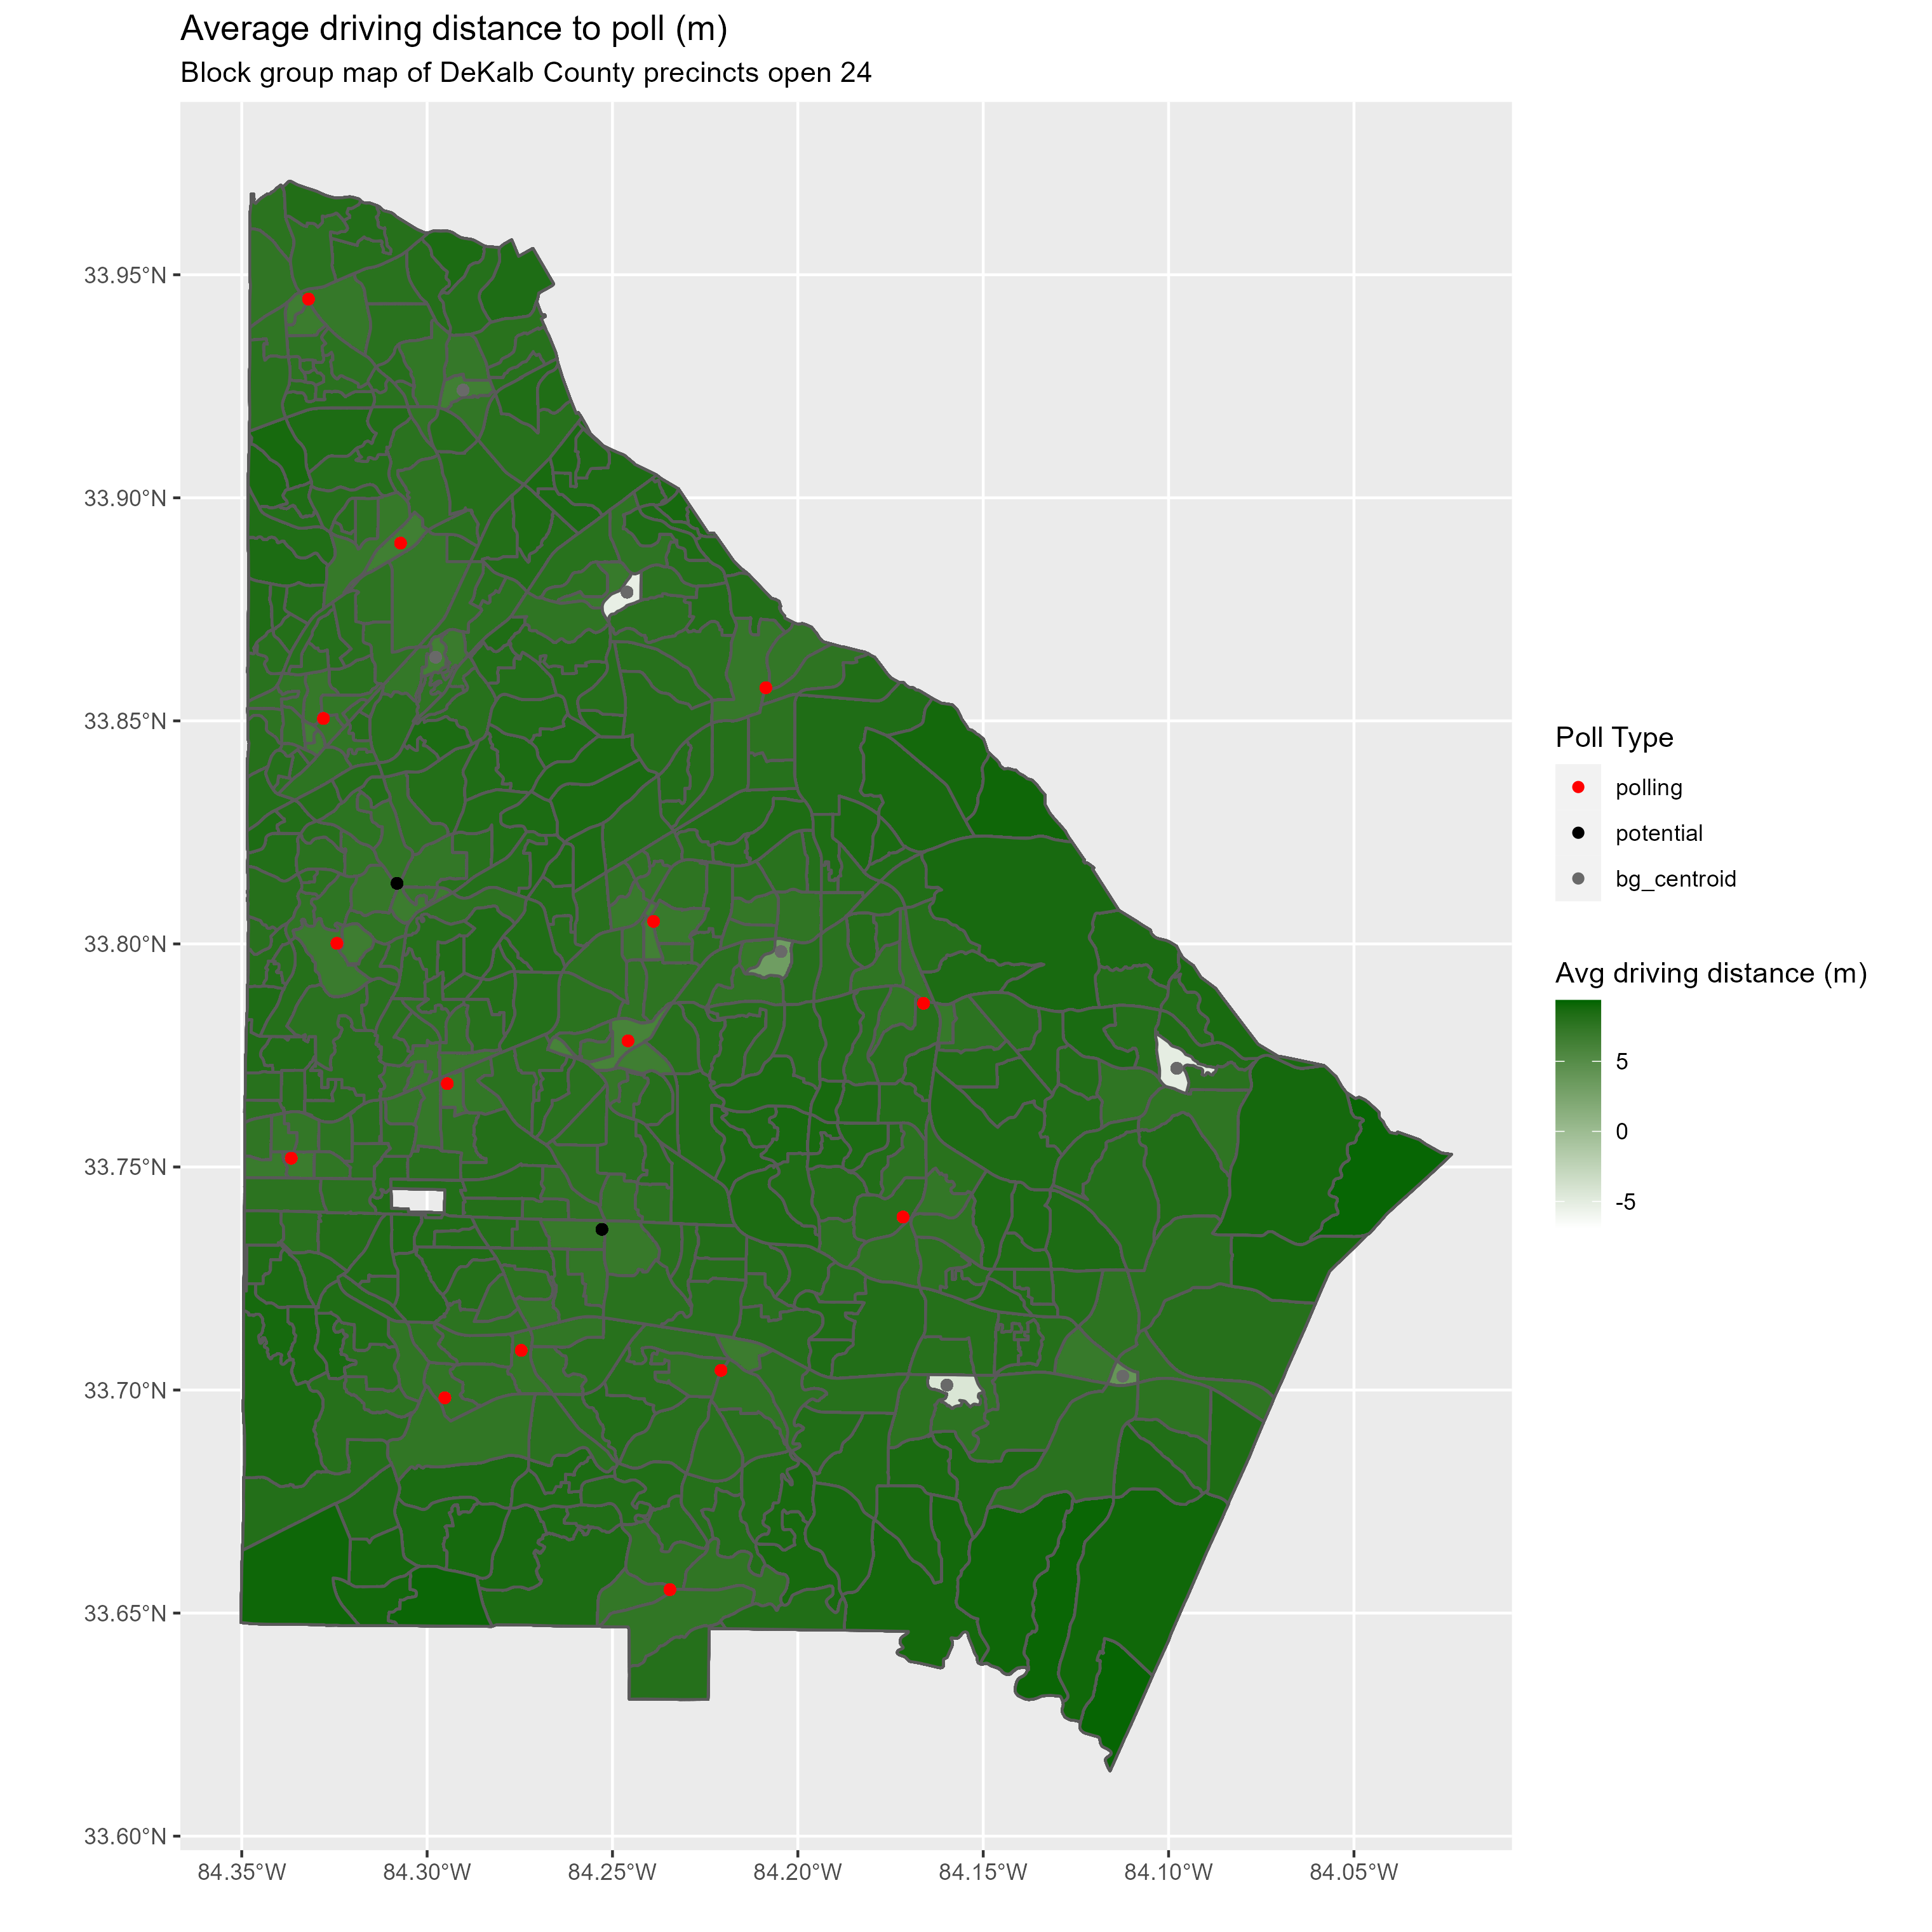 Average driving distance to poll (m)
Block group map of DeKalb County precincts open 24
33.95°N
33.90°N
33.85°N
33.80°N
33.75°N
33.70°N
33.65°N
33.60°N
84.35°W
84.30°W
84.25°W
84.20°W
84.15°W
84.10°W
84.05°W
Poll Type
polling
potential
bg_centroid
Avg driving distance (m)
5
0
-5